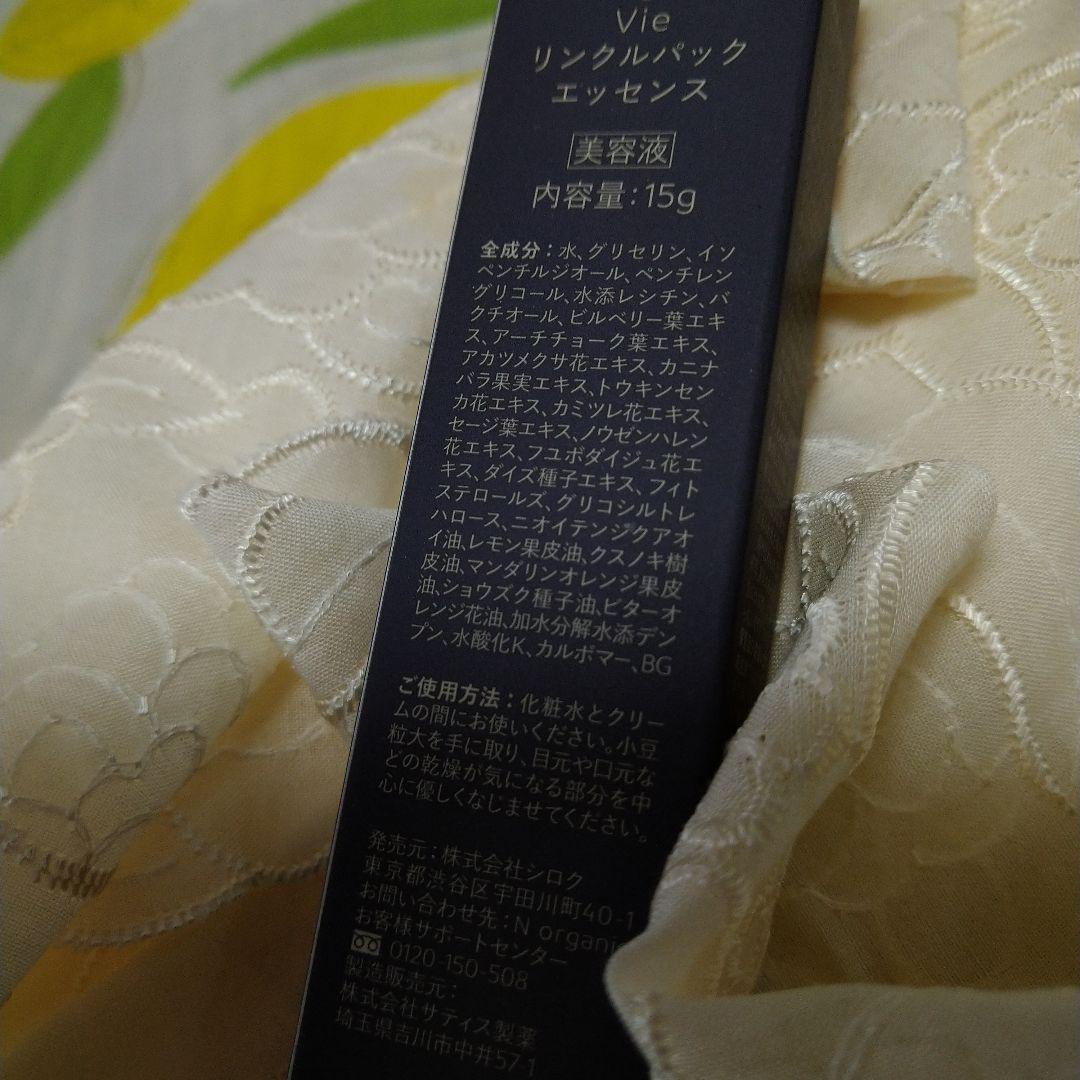 Vie
リンクルパック
エッセンス
美容液
内容量：15g
全成分：水、グリセリン、イソ
ペンチルジオール、ペンチレン
グリコール、水添レシチン、バ
クチオール、ビルベリー葉エキ
ス、アーチチョーク葉エキス、
アカツメクサ花エキス、カニナ
バラ果実エキス、トウキンセン
カ花エキス、カミツレ花エキス、
セージ葉エキス、ノウゼンハレン
花エキス、フユボダイジュ花エ
キス、ダイズ種子エキス、フィト
ステロールズ、グリコシルトレ
ハロース、ニオイテンジクアオ
イ油、レモン果皮油、クスノキ樹
皮油、マンダリンオレンジ果皮
油、ショウズク種子油、ビターオ
レンジ花油、加水分解水添デン
プン、水酸化K、カルボマー、BG
ご使用方法：化粧水とクリー
ムの間にお使いください。小豆
粒大を手に取り、目元や口元な
どの乾燥が気になる部分を中
心に優しくなじませてください。
発売元：株式会社シロク
東京都渋谷区宇田川町40-1
お問い合わせ先：N organic
お客様サポートセンター
0120-150-508
製造販売元：
株式会社サティス製薬
埼玉県吉川市中井57-1